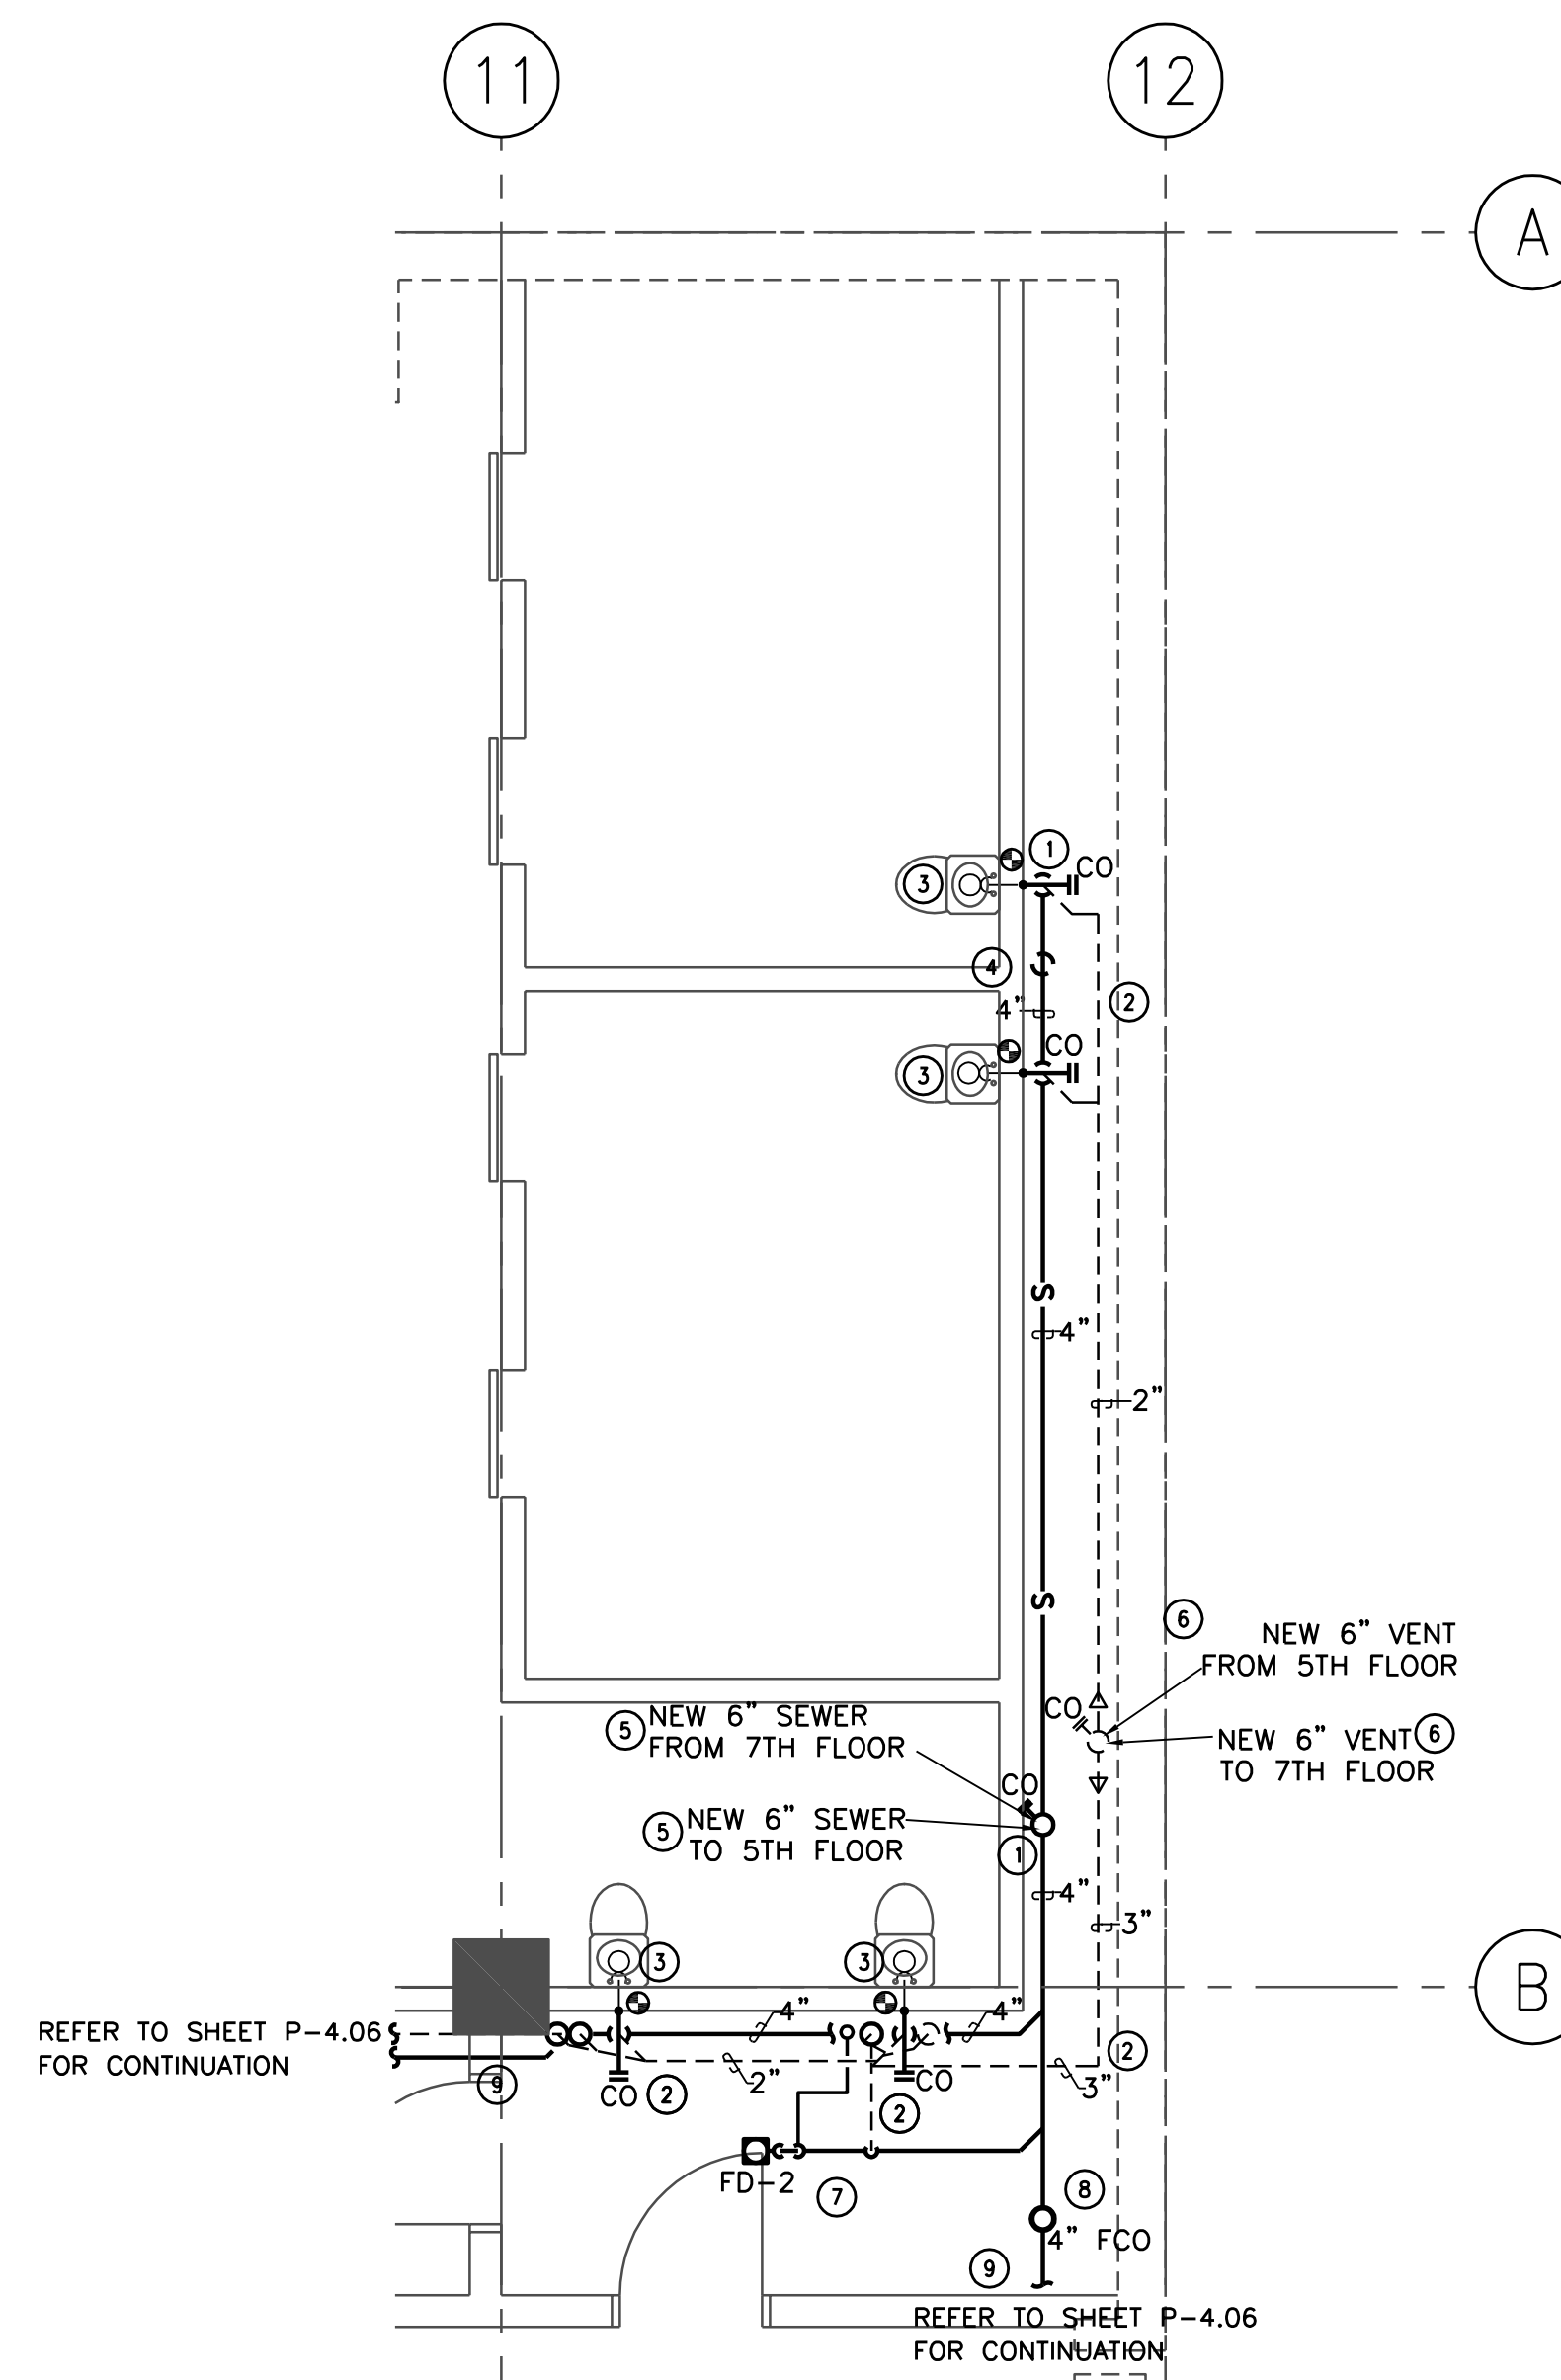 11
12
A
1
CO
3
4
4"
2
CO
3
4"
2"
6
NEW 6" VENT
FROM 5TH FLOOR
CO
5
NEW 6" SEWER
FROM 7TH FLOOR
NEW 6" VENT 6
TO 7TH FLOOR
CO
5
NEW 6" SEWER
TO 5TH FLOOR
1
4"
3"
3
3
B
4"
4"
REFER TO SHEET P-4.06
FOR CONTINUATION
9
CO
2
2"
CO
2
3"
2
FD-2
7
8
4" FCO
9
REFER TO SHEET P-4.06
FOR CONTINUATION
S
S